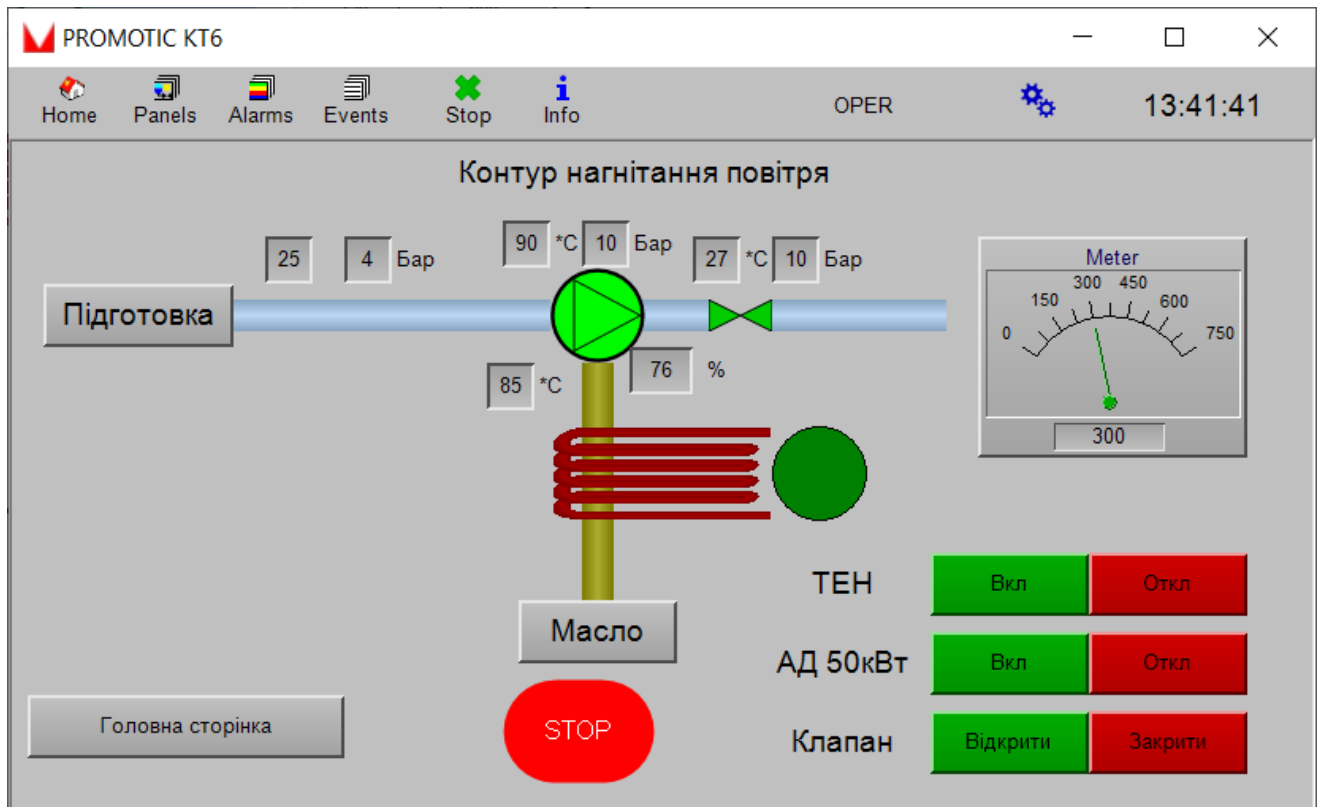 PROMOTIC KT6
Home Panels Alarms Events Stop Info OPER 13:41:41
Контур нагнітання повітря
25 4 Бар 90 *C 10 Бар 27 *C 10 Бар
Підготовка
85 *C 76 %
Meter
0 150 300 450 600 750
300
ТЕН Вкл Откл
Масло
АД 50кВт Вкл Откл
Головна сторінка
STOP
Клапан Відкрити Закрити